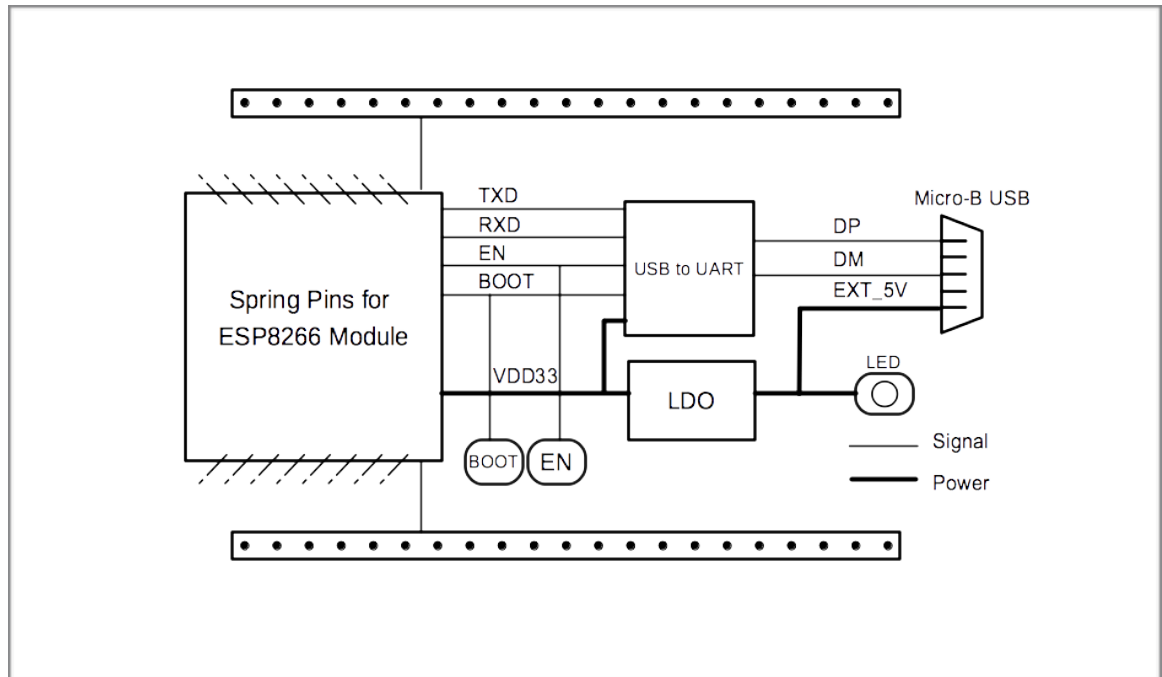 Micro-B USB
TXD
RXD
EN
BOOT
USB to UART
DP
DM
EXT_5V
Spring Pins for
ESP8266 Module
VDD33
LDO
LED
BOOT
EN
Signal
Power